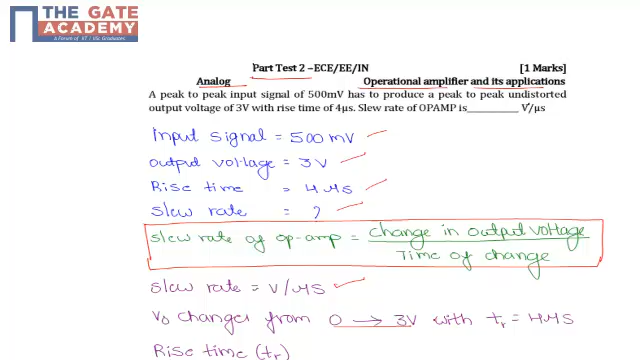 THE GATE
ACADEMY
A Forum of IIT / IISc Graduates
Part Test 2 –ECE/EE/IN [1 Marks]
Analog Operational amplifier and its applications
A peak to peak input signal of 500mV has to produce a peak to peak undistorted
output voltage of 3V with rise time of 4μs. Slew rate of OPAMP is________ V/μs
Input signal = 500 mV
output voltage = 3V
Rise time = 4 μs
slew rate = ?
slew rate of op-amp = change in output voltage
Time of change
slew rate = V/μs
Vo changes from 0 → 3V with tr = 4μs
Rise time (tr)